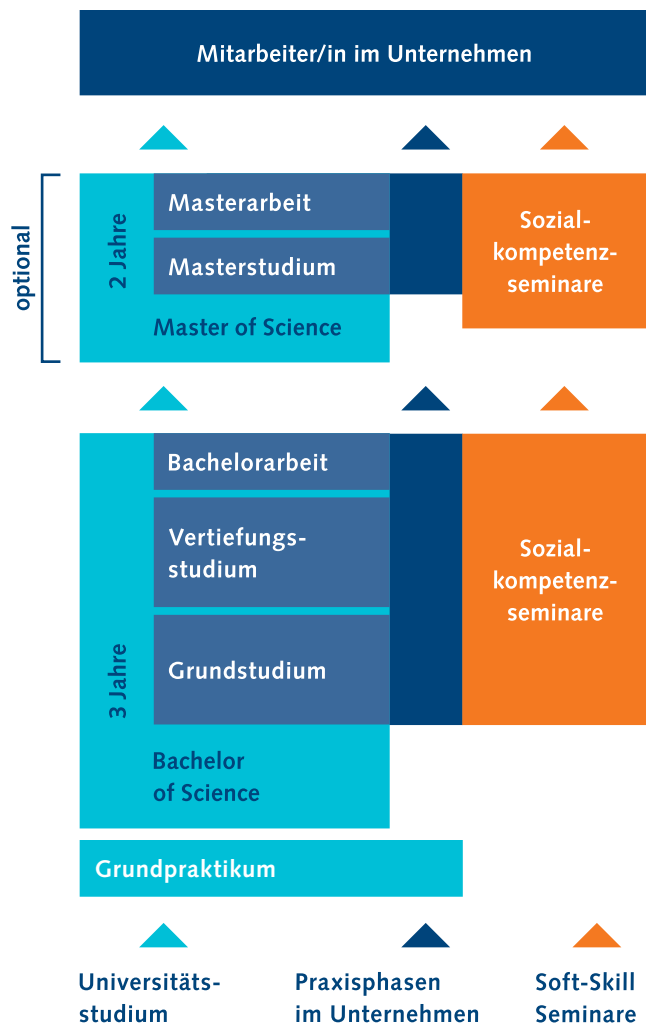 Mitarbeiter/in im Unternehmen
optional
2 Jahre
Masterarbeit
Masterstudium
Master of Science
Sozial-
kompetenz-
seminare
3 Jahre
Bachelorarbeit
Vertiefungs-
studium
Grundstudium
Bachelor
of Science
Sozial-
kompetenz-
seminare
Grundpraktikum
Universitäts-
studium
Praxisphasen
im Unternehmen
Soft-Skill
Seminare